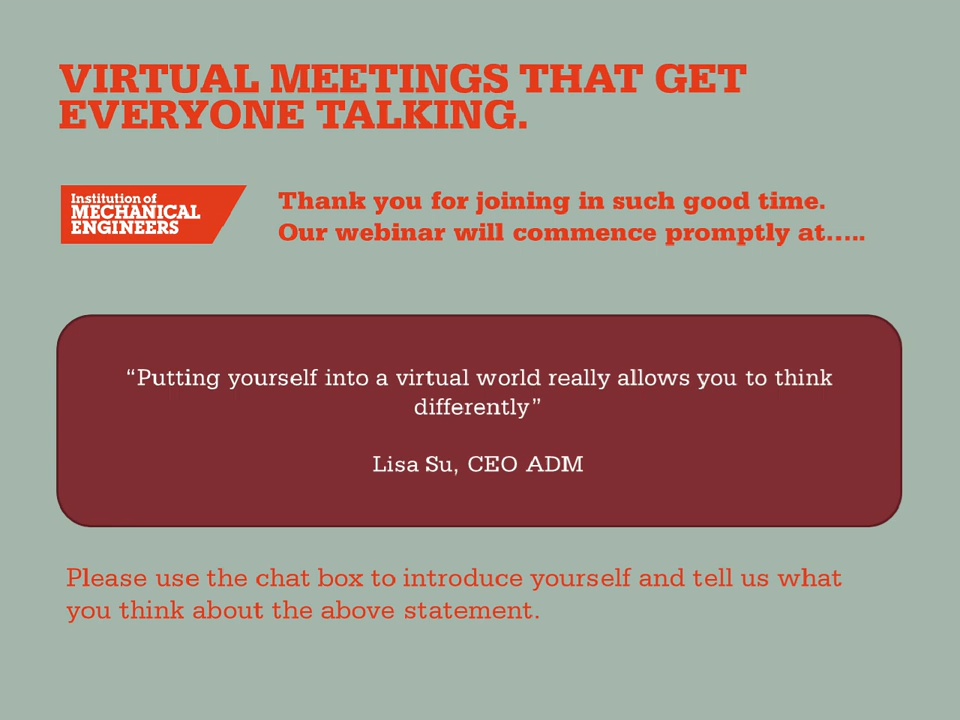 VIRTUAL MEETINGS THAT GET
EVERYONE TALKING.
Institution of
MECHANICAL
ENGINEERS
Thank you for joining in such good time.
Our webinar will commence promptly at.....
“Putting yourself into a virtual world really allows you to think
differently”
Lisa Su, CEO ADM
Please use the chat box to introduce yourself and tell us what
you think about the above statement.